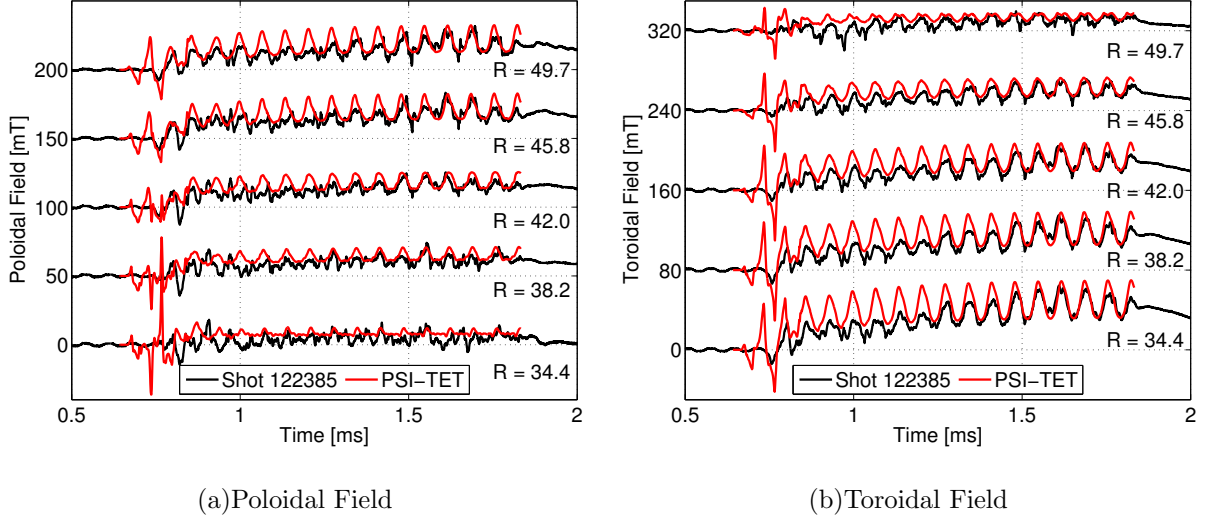 Poloidal Field [mT]
200
150
100
50
0
R = 49.7
R = 45.8
R = 42.0
R = 38.2
R = 34.4
Shot 122385
PSI-TET
0.5
1
1.5
2
Time [ms]
(a)Poloidal Field
Toroidal Field [mT]
320
240
160
80
0
R = 49.7
R = 45.8
R = 42.0
R = 38.2
R = 34.4
Shot 122385
PSI-TET
0.5
1
1.5
2
Time [ms]
(b)Toroidal Field